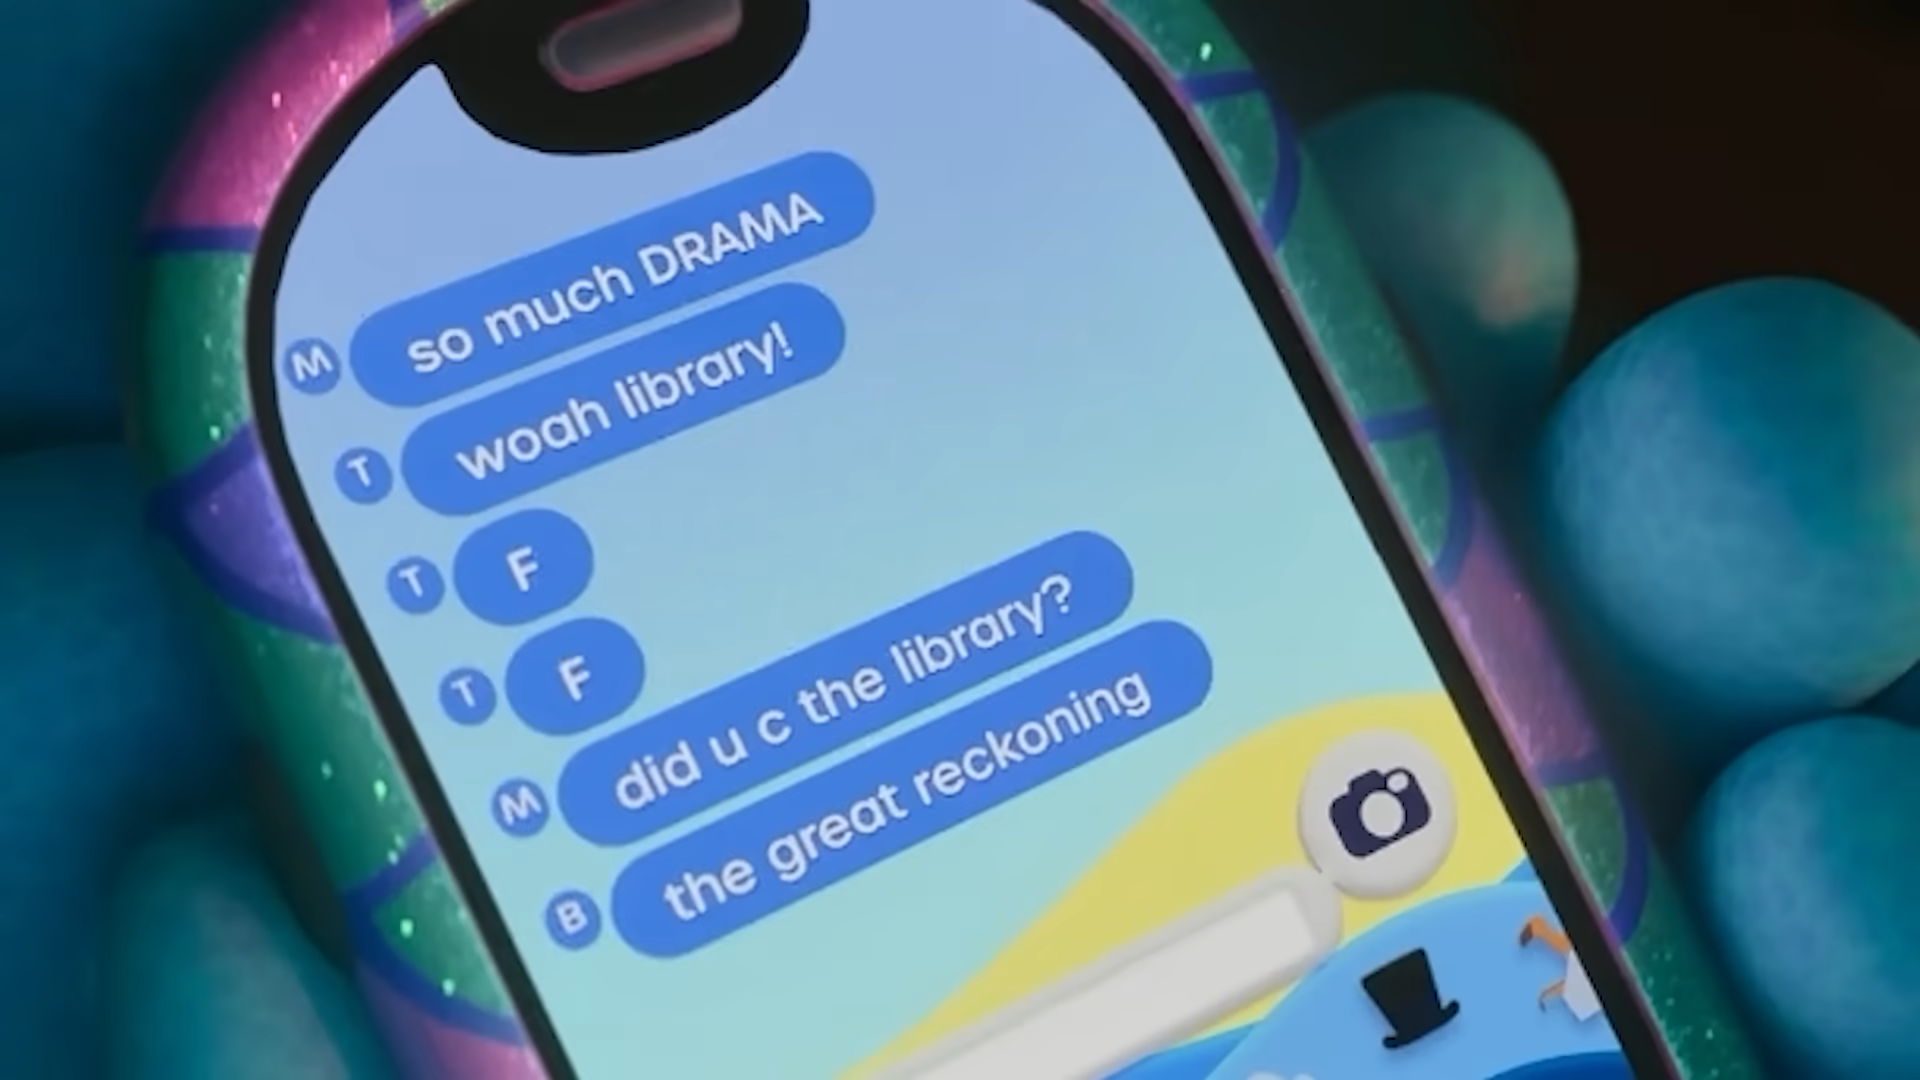 M so much DRAMA
T woah library!
T F
T F
M did u c the library?
B the great reckoning